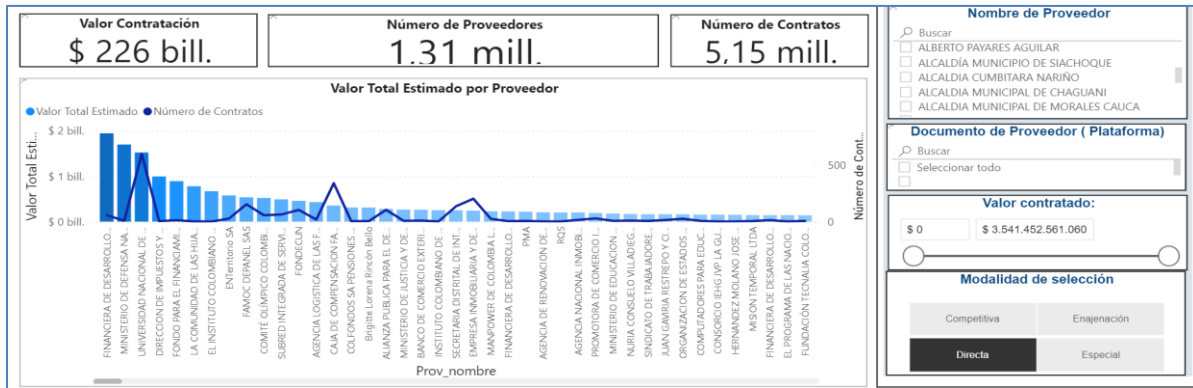 Valor Contratación
$ 226 bill.
Número de Proveedores
1,31 mill.
Número de Contratos
5,15 mill.
Valor Total Estimado por Proveedor
Valor Total Estimado Número de Contratos
Valor Total Esti...
$ 2 bill.
$ 1 bill.
$ 0 bill.
500
0
Número de Cont...
FINANCIERA DE DESARROLLO...
MINISTERIO DE DEFENSA NA...
UNIVERSIDAD NACIONAL DE ...
DIRECCION DE IMPUESTOS Y ...
FONDO PARA EL FINANCIAMI...
LA COMUNIDAD DE LAS HIJA...
EL INSTITUTO COLOMBIANO ...
ENTerritorio SA
FAMOC DEPANEL SAS
COMITÉ OLÍMPICO COLOMBI...
SUBRED INTEGRADA DE SERVI...
FONDECUN
AGENCIA LOGISTICA DE LAS F...
CAJA DE COMPENSACION FA...
COLFONDOS SA PENSIONES ...
Brigitte Lorena Rincón Bello
ALIANZA PUBLICA PARA EL DE...
MINISTERIO DE JUSTICIA Y DE...
BANCO DE COMERCIO EXTERI...
INSTITUTO COLOMBIANO DE...
SECRETARIA DISTRITAL DE INT...
EMPRESA INMOBILIARIA Y DE...
MANPOWER DE COLOMBIA L...
FINANCIERA DE DESARROLLO...
PMA
AGENCIA DE RENOVACION DE...
RQS
AGENCIA NACIONAL INMOBI...
PROMOTORA DE COMERCIO I...
MINISTERIO DE EDUCACION...
NURIA CONSUELO VILLADIEG...
SINDICATO DE TRABAJADORE...
JUAN GAVIRIA RESTREPO Y CI...
ORGANIZACION DE ESTADOS ...
COMPUTADORES PARA EDUC...
CONSORCIO IEHG JVP LA GU...
HERNANDEZ MOLANO JOSE ...
MISION TEMPORAL LTDA
FINANCIERA DE DESARROLLO...
EL PROGRAMA DE LAS NACIO...
FUNDACIÓN TECNALIA COLO...
Prov_nombre
Nombre de Proveedor
Buscar
ALBERTO PAYARES AGUILAR
ALCALDÍA MUNICIPIO DE SIACHOQUE
ALCALDIA CUMBITARA NARIÑO
ALCALDIA MUNICIPAL DE CHAGUANI
ALCALDIA MUNICIPAL DE MORALES CAUCA
Documento de Proveedor ( Plataforma)
Buscar
Seleccionar todo
Valor contratado:
$ 0 $ 3.541.452.561.060
Modalidad de selección
Competitiva Enajenación
Directa Especial